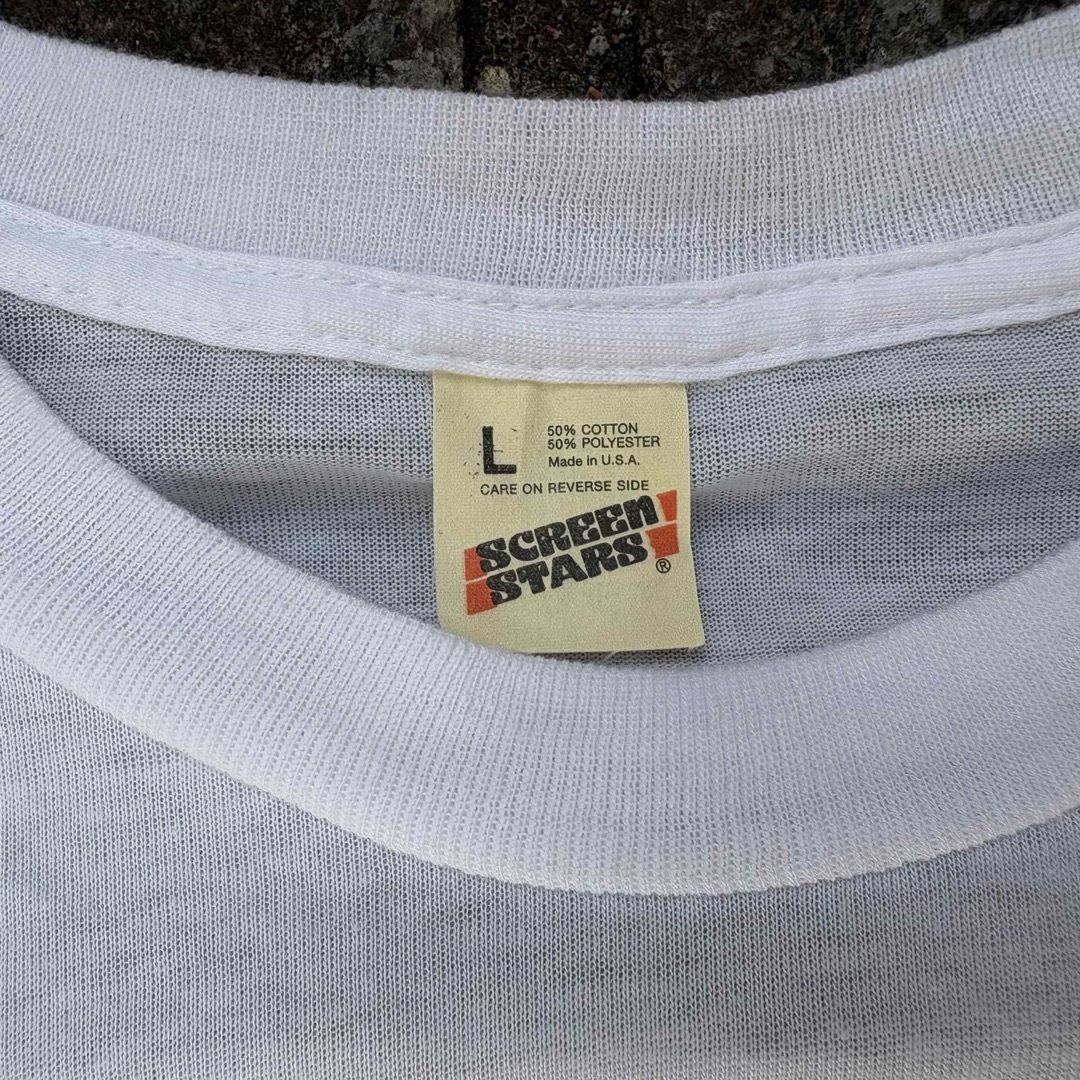 L
50% COTTON
50% POLYESTER
Made in U.S.A.
CARE ON REVERSE SIDE
SCREEN
STARS ®